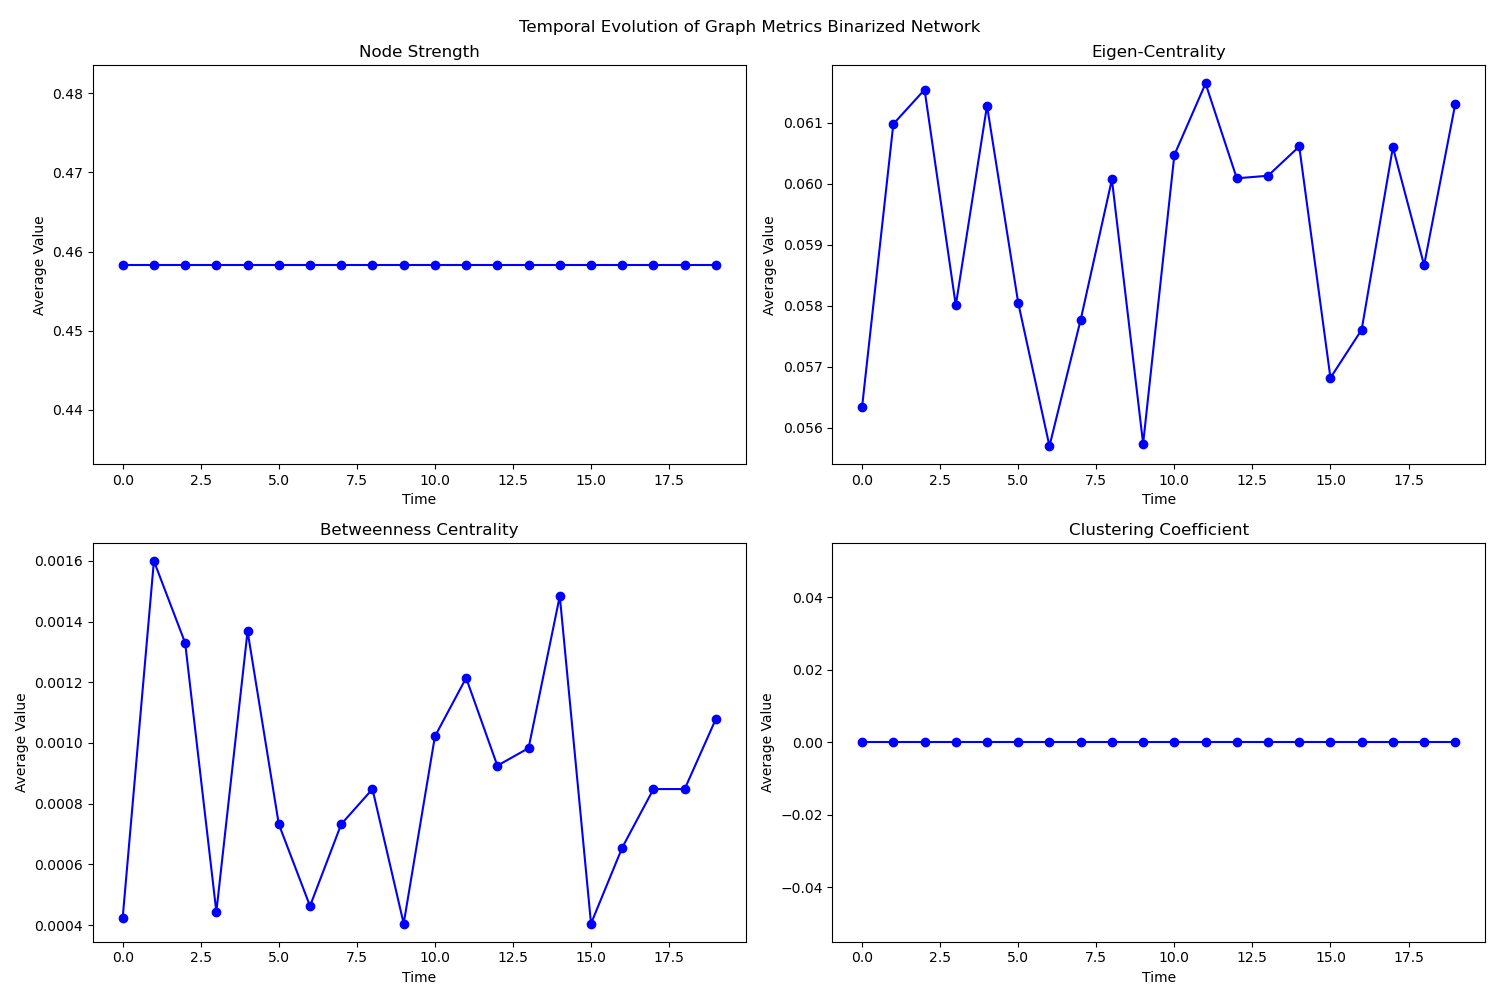 Temporal Evolution of Graph Metrics Binarized Network
Node Strength
0.48
0.47
0.46
0.45
0.44
Average Value
0.0 2.5 5.0 7.5 10.0 12.5 15.0 17.5
Time
Eigen-Centrality
0.061
0.060
0.059
0.058
0.057
0.056
Average Value
0.0 2.5 5.0 7.5 10.0 12.5 15.0 17.5
Time
Betweenness Centrality
0.0016
0.0014
0.0012
0.0010
0.0008
0.0006
0.0004
Average Value
0.0 2.5 5.0 7.5 10.0 12.5 15.0 17.5
Time
Clustering Coefficient
0.04
0.02
0.00
−0.02
−0.04
Average Value
0.0 2.5 5.0 7.5 10.0 12.5 15.0 17.5
Time